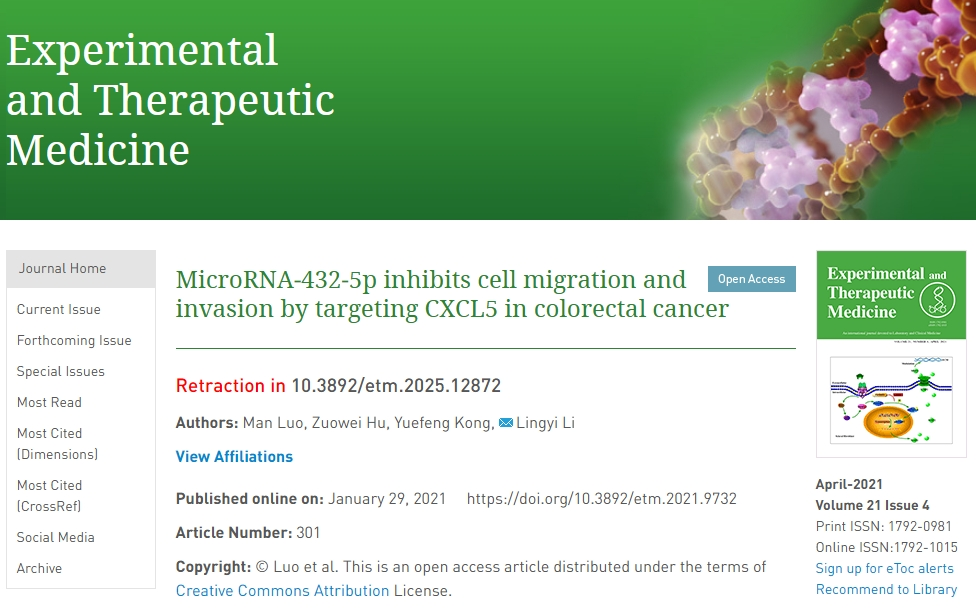 Experimental
and Therapeutic
Medicine
Journal Home
Current Issue
Forthcoming Issue
Special Issues
Most Read
Most Cited
(Dimensions)
Most Cited
(CrossRef)
Social Media
Archive
MicroRNA-432-5p inhibits cell migration and
invasion by targeting CXCL5 in colorectal cancer
Open Access
Retraction in 10.3892/etm.2025.12872
Authors: Man Luo, Zuowei Hu, Yuefeng Kong, Lingyi Li
View Affiliations
Published online on: January 29, 2021 https://doi.org/10.3892/etm.2021.9732
Article Number: 301
Copyright: © Luo et al. This is an open access article distributed under the terms of
Creative Commons Attribution License.
Experimental and
Therapeutic
Medicine
April-2021
Volume 21 Issue 4
Print ISSN: 1792-0981
Online ISSN:1792-1015
Sign up for eToc alerts
Recommend to Library